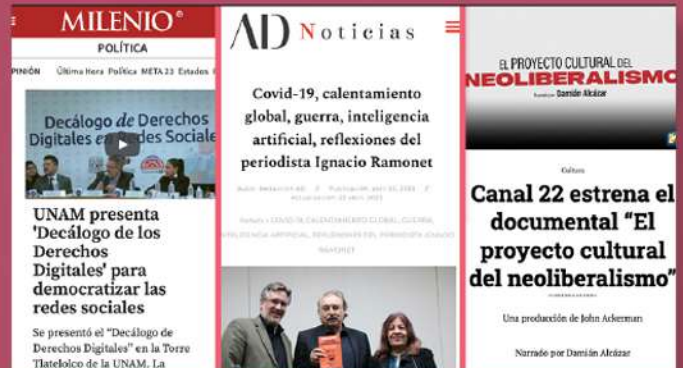 MILENIO®
POLÍTICA
Última Hora Política META 23 Estados
Decálogo de Derechos
Digitales en Redes Sociale
UNAM presenta
'Decálogo de los
Derechos
Digitales' para
democratizar las
redes sociales
Se presentó el "Decálogo de
Derechos Digitales" en la Torre
Tlatelolco de la UNAM. La
AD Noticias
Covid-19, calentamiento
global, guerra, inteligencia
artificial, reflexiones del
periodista Ignacio Ramonet
EL PROYECTO CULTURAL DEL
NEOLIBERALISMO
Damián Alcázar
Cultura
Canal 22 estrena el
documental “El
proyecto cultural
del neoliberalismo”
Una producción de John Ackerman
Narrado por Damián Alcázar